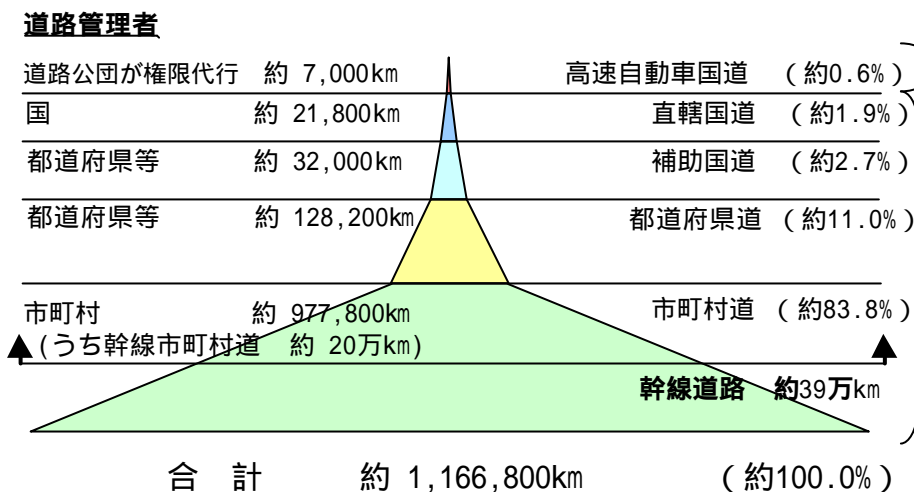 道路管理者
道路公団が権限代行 約 7,000km 高速自動車国道 (約0.6%)
国 約 21,800km 直轄国道 (約1.9%)
都道府県等 約 32,000km 補助国道 (約2.7%)
都道府県等 約 128,200km 都道府県道 (約11.0%)
市町村 約 977,800km 市町村道 (約83.8%)
(うち幹線市町村道 約 20万km)
幹線道路 約39万km
合 計 約 1,166,800km (約100.0%)